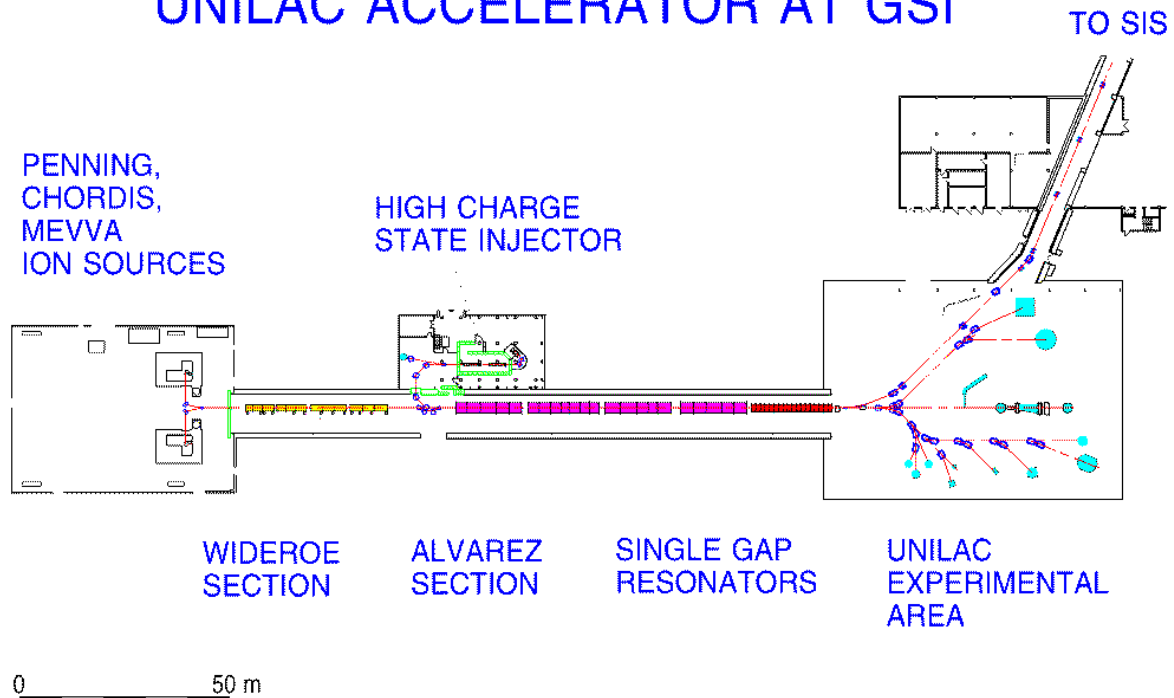 UNILAC ACCELERATOR AT GSI
TO SIS
PENNING,
CHORDIS,
MEVVA
ION SOURCES
HIGH CHARGE
STATE INJECTOR
WIDEROE
SECTION
ALVAREZ
SECTION
SINGLE GAP
RESONATORS
UNILAC
EXPERIMENTAL
AREA
0 50 m